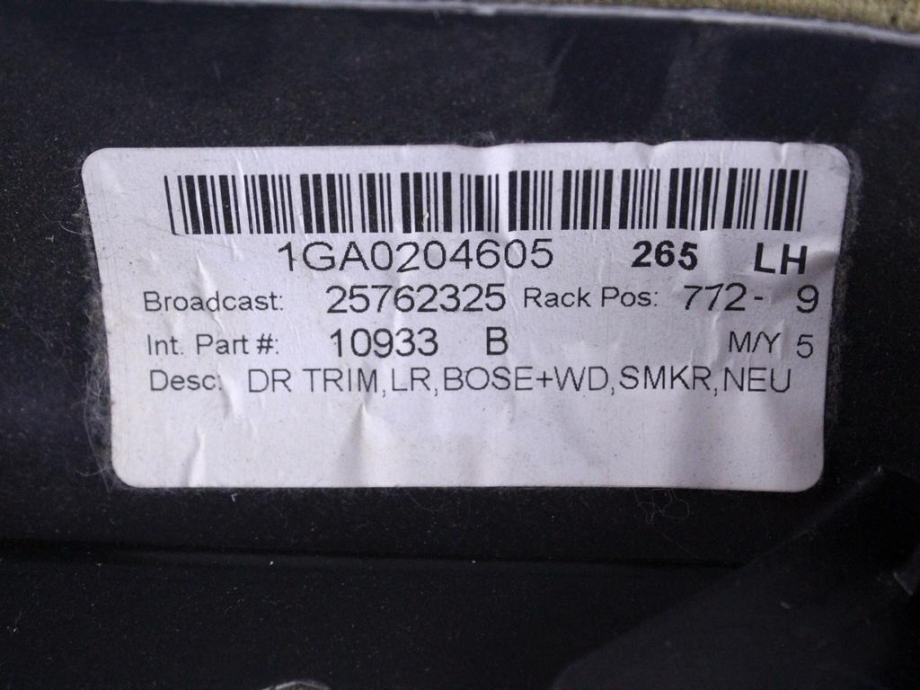 1GA0204605 265 LH
Broadcast: 25762325 Rack Pos: 772- 9
Int. Part #: 10933 B M/Y 5
Desc: DR TRIM,LR,BOSE+WD,SMKR,NEU